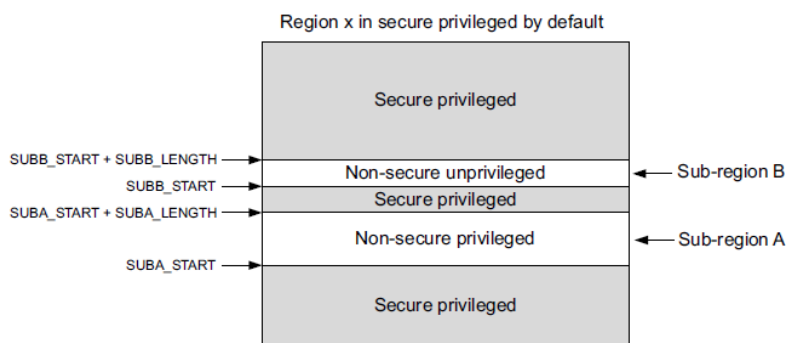 Region x in secure privileged by default
Secure privileged
SUBB_START + SUBB_LENGTH
Non-secure unprivileged
Sub-region B
SUBB_START
Secure privileged
SUBA_START + SUBA_LENGTH
Non-secure privileged
Sub-region A
SUBA_START
Secure privileged